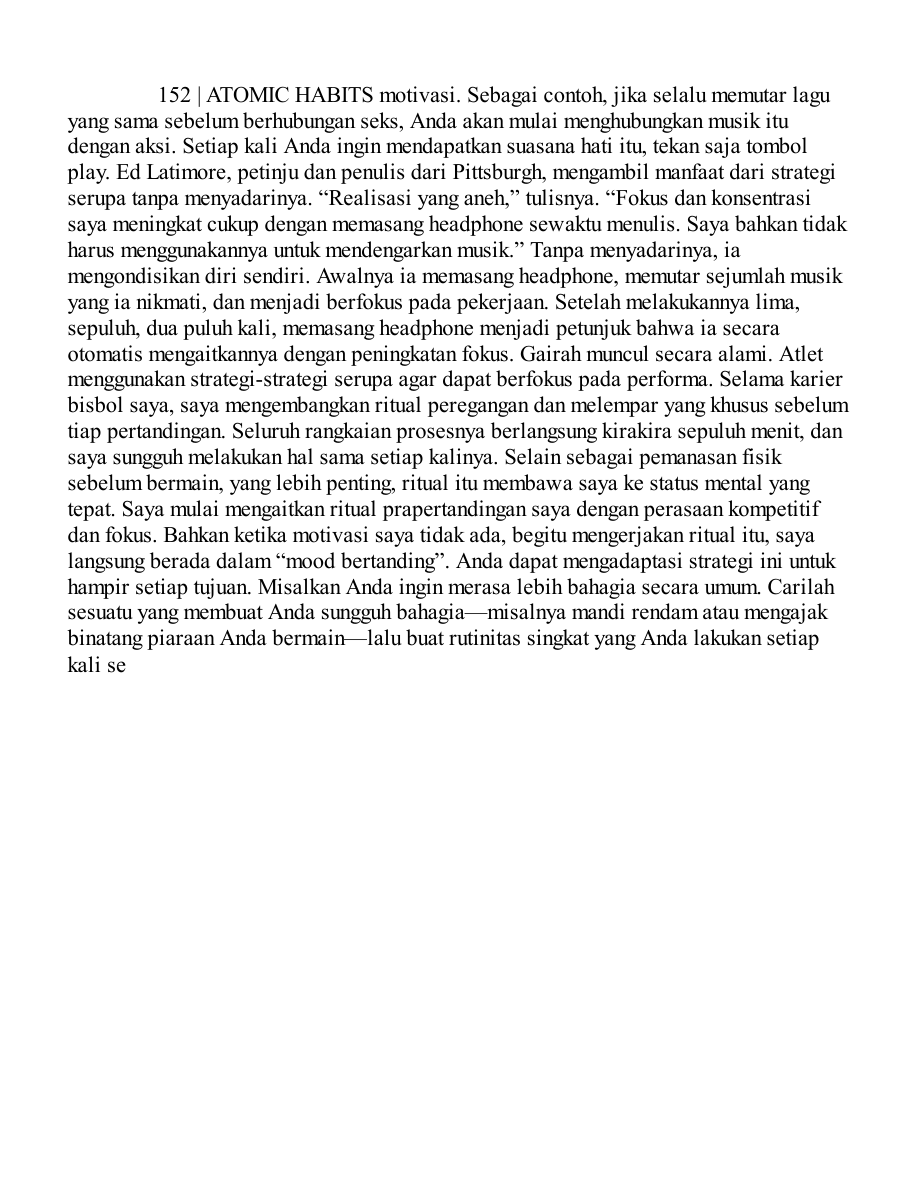 152 | ATOMIC HABITS motivasi. Sebagai contoh, jika selalu memutar lagu
yang sama sebelum berhubungan seks, Anda akan mulai menghubungkan musik itu
dengan aksi. Setiap kali Anda ingin mendapatkan suasana hati itu, tekan saja tombol
play. Ed Latimore, petinju dan penulis dari Pittsburgh, mengambil manfaat dari strategi
serupa tanpa menyadarinya. “Realisasi yang aneh,” tulisnya. “Fokus dan konsentrasi
saya meningkat cukup dengan memasang headphone sewaktu menulis. Saya bahkan tidak
harus menggunakannya untuk mendengarkan musik.” Tanpa menyadarinya, ia
mengondisikan diri sendiri. Awalnya ia memasang headphone, memutar sejumlah musik
yang ia nikmati, dan menjadi berfokus pada pekerjaan. Setelah melakukannya lima,
sepuluh, dua puluh kali, memasang headphone menjadi petunjuk bahwa ia secara
otomatis mengaitkannya dengan peningkatan fokus. Gairah muncul secara alami. Atlet
menggunakan strategi-strategi serupa agar dapat berfokus pada performa. Selama karier
bisbol saya, saya mengembangkan ritual peregangan dan melempar yang khusus sebelum
tiap pertandingan. Seluruh rangkaian prosesnya berlangsung kirakira sepuluh menit, dan
saya sungguh melakukan hal sama setiap kalinya. Selain sebagai pemanasan fisik
sebelum bermain, yang lebih penting, ritual itu membawa saya ke status mental yang
tepat. Saya mulai mengaitkan ritual prapertandingan saya dengan perasaan kompetitif
dan fokus. Bahkan ketika motivasi saya tidak ada, begitu mengerjakan ritual itu, saya
langsung berada dalam “mood bertanding”. Anda dapat mengadaptasi strategi ini untuk
hampir setiap tujuan. Misalkan Anda ingin merasa lebih bahagia secara umum. Carilah
sesuatu yang membuat Anda sungguh bahagia—misalnya mandi rendam atau mengajak
binatang piaraan Anda bermain—lalu buat rutinitas singkat yang Anda lakukan setiap
kali se